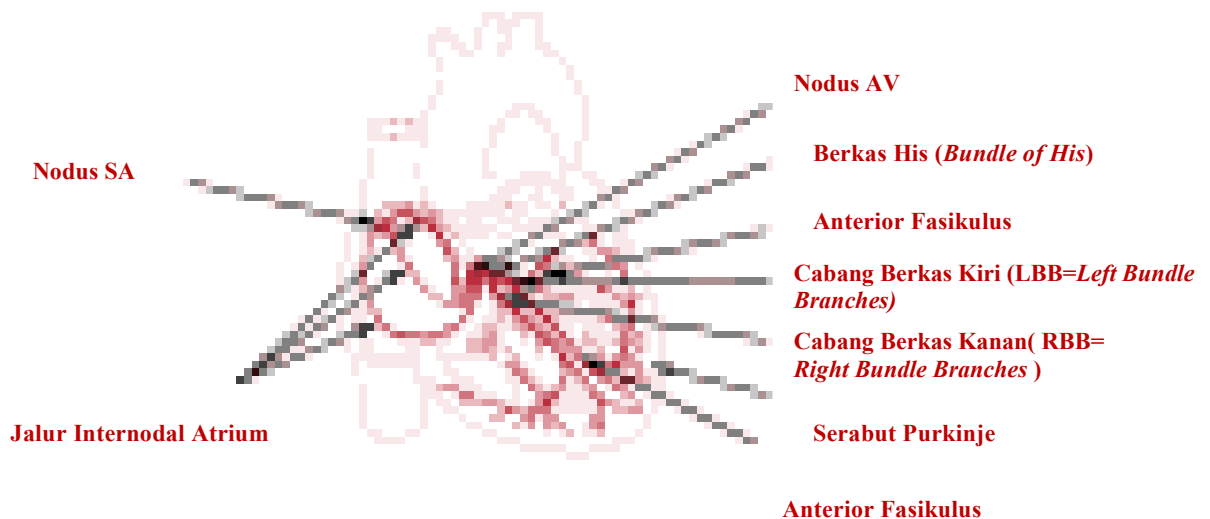 Nodus AV
Berkas His (Bundle of His)
Nodus SA
Anterior Fasikulus
Cabang Berkas Kiri (LBB=Left Bundle
Branches)
Cabang Berkas Kanan( RBB=
Right Bundle Branches )
Jalur Internodal Atrium
Serabut Purkinje
Anterior Fasikulus